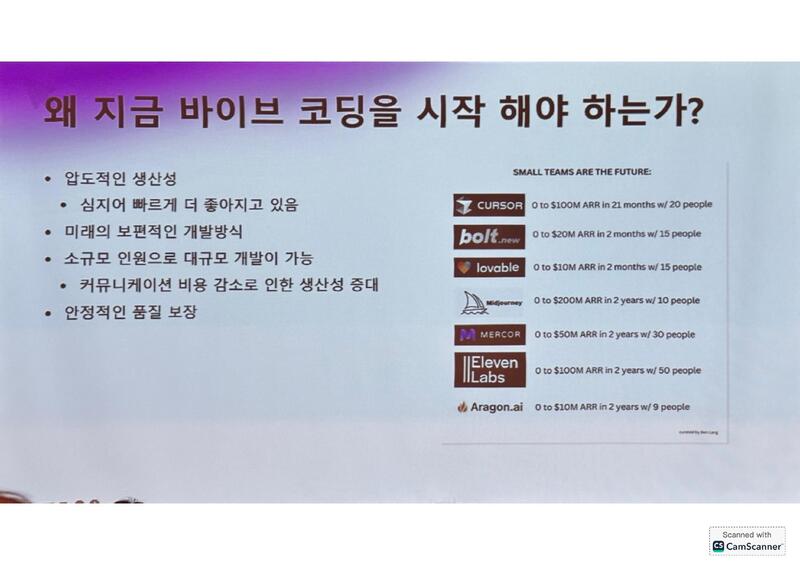 왜 지금 바이브 코딩을 시작 해야 하는가?
• 압도적인 생산성
• 심지어 빠르게 더 좋아지고 있음
• 미래의 보편적인 개발방식
• 소규모 인원으로 대규모 개발이 가능
• 커뮤니케이션 비용 감소로 인한 생산성 증대
• 안정적인 품질 보장
SMALL TEAMS ARE THE FUTURE:
CURSOR 0 to $100M ARR in 21 months w/ 20 people
bolt.new 0 to $20M ARR in 2 months w/ 15 people
lovable 0 to $10M ARR in 2 months w/ 15 people
Midjourney 0 to $200M ARR in 2 years w/ 10 people
MERCOR 0 to $50M ARR in 2 years w/ 30 people
IIEleven
Labs 0 to $100M ARR in 2 years w/ 50 people
Aragon.ai 0 to $10M ARR in 2 years w/ 9 people
curated by Ben Lang
Scanned with
CS CamScanner